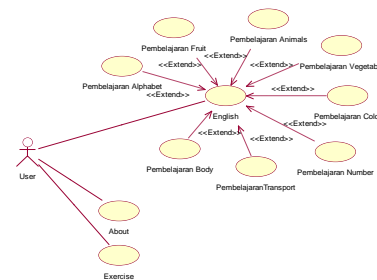 Pembelajaran Animals
Pembelajaran Fruit
<<Extend>>
<<Extend>>
<<Extend>>
Pembelajaran Vegetab
Pembelajaran Alphabet
<<Extend>>
<<Extend>>
English
Pembelajaran Colo
<<Extend>>
<<Extend>>
<<Extend>>
Pembelajaran Body
PembelajaranTransport
Pembelajaran Number
User
About
Exercise